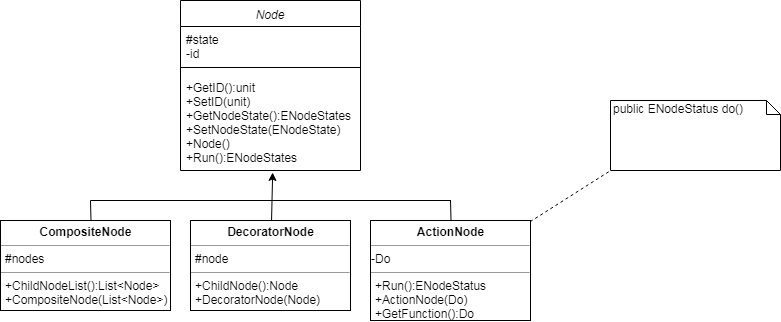 Node
#state
-id
+GetID():unit
+SetID(unit)
+GetNodeState():ENodeStates
+SetNodeState(ENodeState)
+Node()
+Run():ENodeStates
public ENodeStatus do()
CompositeNode
#nodes
+ChildNodeList():List<Node>
+CompositeNode(List<Node>)
DecoratorNode
#node
+ChildNode():Node
+DecoratorNode(Node)
ActionNode
-Do
+Run():ENodeStatus
+ActionNode(Do)
+GetFunction():Do